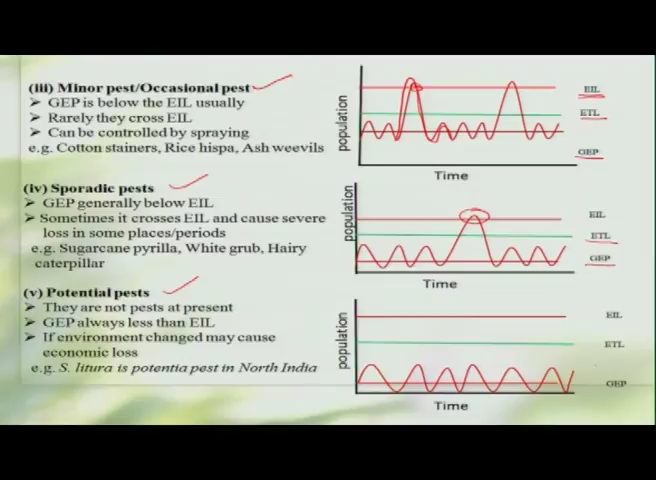 (iii) Minor pest/Occasional pest
➤ GEP is below the EIL usually
➤ Rarely they cross EIL
➤ Can be controlled by spraying
e.g. Cotton stainers, Rice hispa, Ash weevils
population
EIL
ETL
GEP
Time
(iv) Sporadic pests
➤ GEP generally below EIL
➤ Sometimes it crosses EIL and cause severe
loss in some places/periods
e.g. Sugarcane pyrilla, White grub, Hairy
caterpillar
population
EIL
ETL
GEP
Time
(v) Potential pests
➤ They are not pests at present
➤ GEP always less than EIL
➤ If environment changed may cause
economic loss
e.g. S. litura is potentia pest in North India
population
EIL
ETL
GEP
Time